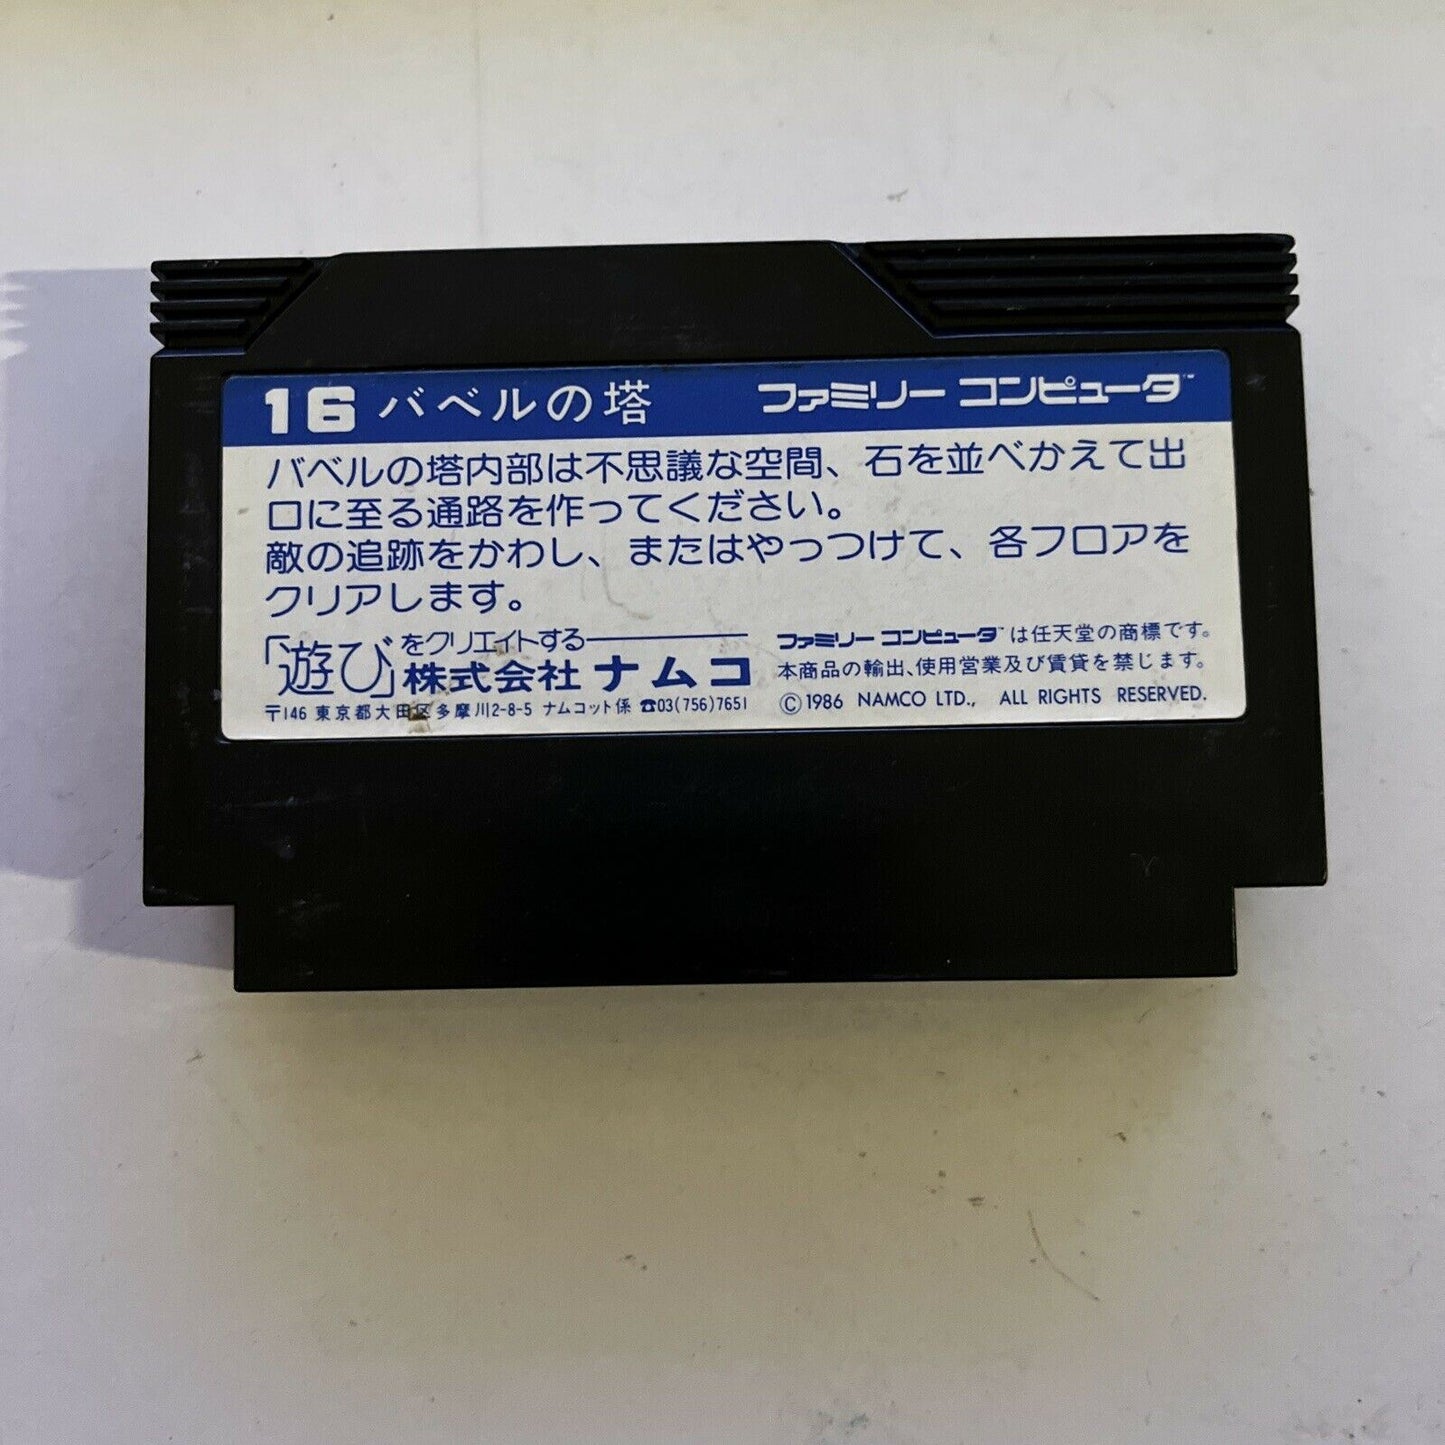 16 バベルの塔 ファミリー コンピュータ™
バベルの塔内部は不思議な空間、石を並べかえて出
口に至る通路を作ってください。
敵の追跡をかわし、またはやっつけて、各フロアを
クリアします。
「遊び」をクリエイトする
株式会社 ナムコ
〒146 東京都大田区多摩川2-8-5 ナムコット係 ☎03(756)7651
ファミリー コンピュータ™は任天堂の商標です。
本商品の輸出、使用営業及び賃貸を禁じます。
©1986 NAMCO LTD., ALL RIGHTS RESERVED.